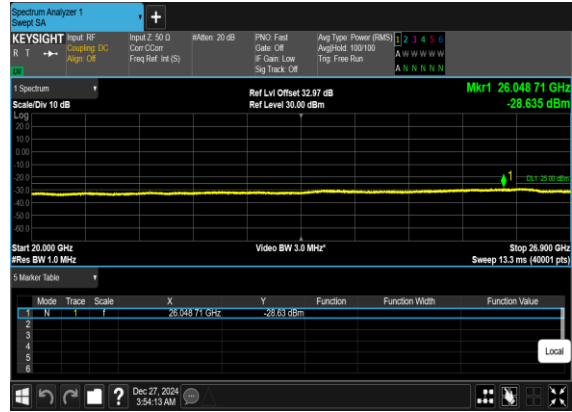 Spectrum Analyzer 1
Swept SA
+
KEYSIGHT Input: RF Input Z: 50 Ω #Atten: 20 dB PNO: Fast Avg Type: Power (RMS) 1 2 3 4 5 6
R T Coupling: DC Corr CCorr Gate: Off Avg|Hold: 100/100 A W W W W W
Align: Off Freq Ref: Int (S) IF Gain: Low Trig: Free Run
Sig Track: Off A N N N N N
1 Spectrum Ref Lvl Offset 32.97 dB Mkr1 26.048 71 GHz
Scale/Div 10 dB Ref Level 30.00 dBm -28.635 dBm
Log
20.0
10.0
0.00
-10.0
-20.0 1 DL1 -25.00 dBm
-30.0
-40.0
-50.0
-60.0
Start 20.000 GHz Video BW 3.0 MHz* Stop 26.900 GHz
#Res BW 1.0 MHz Sweep 13.3 ms (40001 pts)
5 Marker Table
Mode Trace Scale X Y Function Function Width Function Value
1 N 1 f 26.048 71 GHz -28.63 dBm
2
3
4
5
6
Local
? Dec 27, 2024
3:54:13 AM